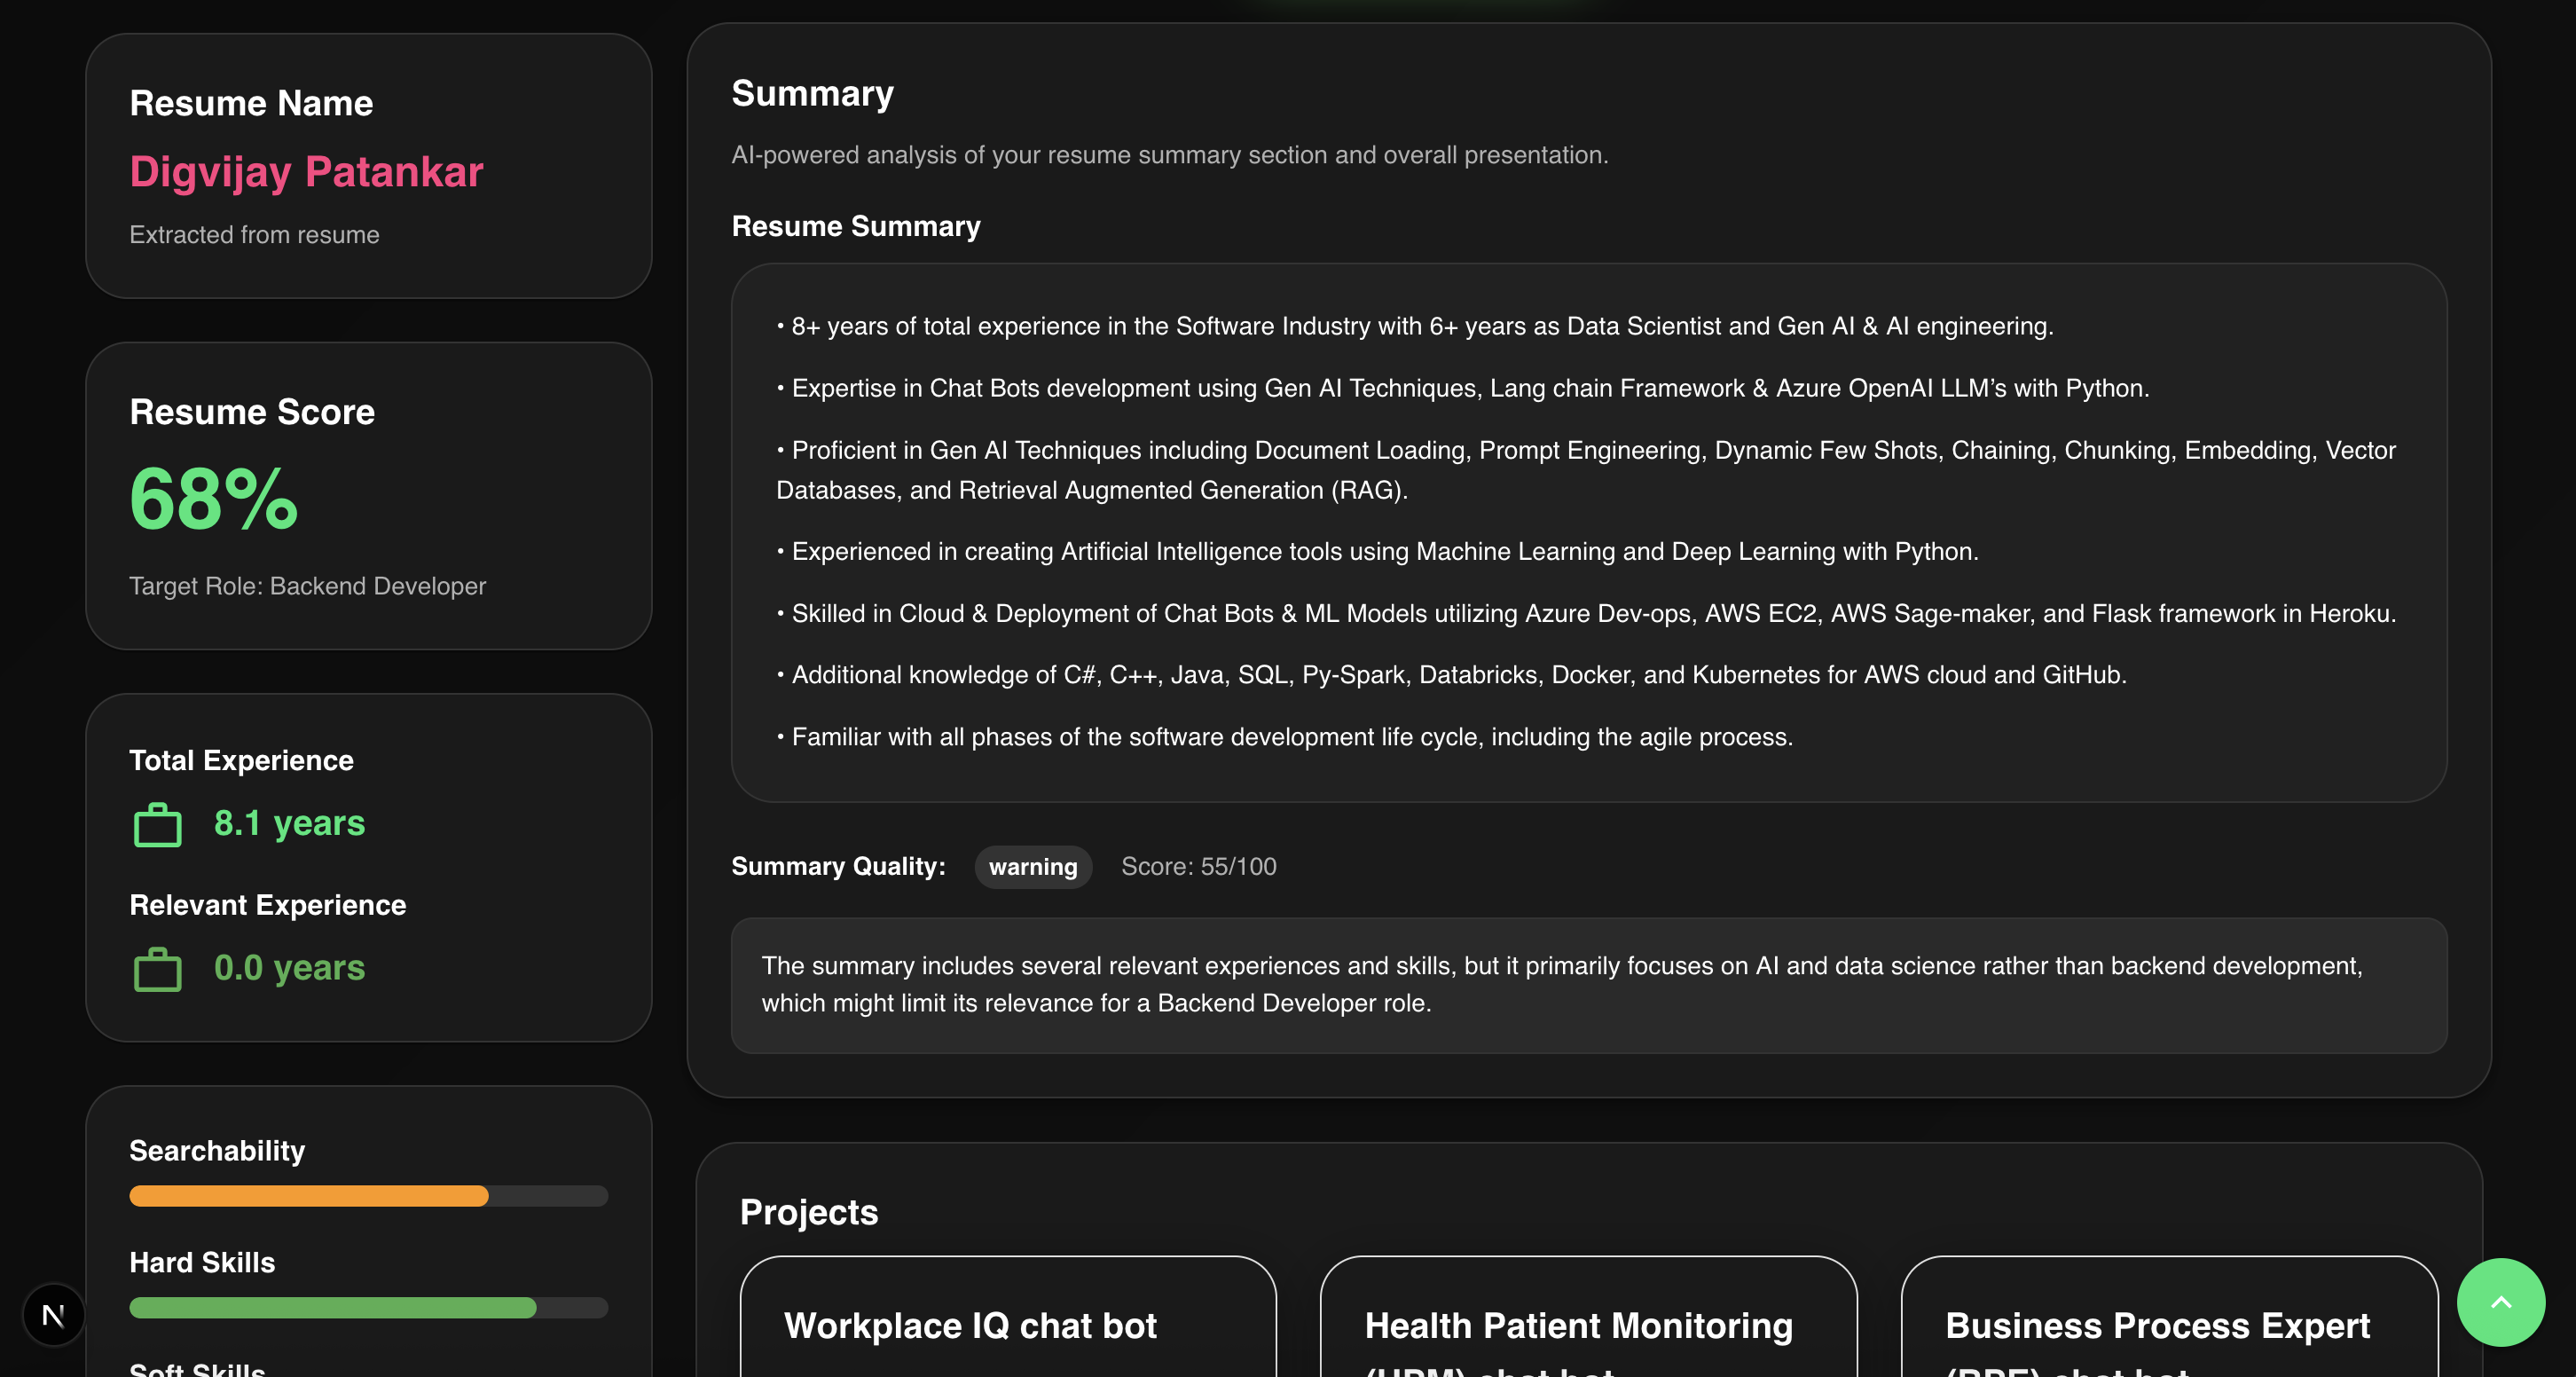 Resume Name
Digvijay Patankar
Extracted from resume
Resume Score
68%
Target Role: Backend Developer
Total Experience
8.1 years
Relevant Experience
0.0 years
Searchability
Hard Skills
Soft Skills
N
Summary
AI-powered analysis of your resume summary section and overall presentation.
Resume Summary
• 8+ years of total experience in the Software Industry with 6+ years as Data Scientist and Gen AI & AI engineering.
• Expertise in Chat Bots development using Gen AI Techniques, Lang chain Framework & Azure OpenAI LLM’s with Python.
• Proficient in Gen AI Techniques including Document Loading, Prompt Engineering, Dynamic Few Shots, Chaining, Chunking, Embedding, Vector
Databases, and Retrieval Augmented Generation (RAG).
• Experienced in creating Artificial Intelligence tools using Machine Learning and Deep Learning with Python.
• Skilled in Cloud & Deployment of Chat Bots & ML Models utilizing Azure Dev-ops, AWS EC2, AWS Sage-maker, and Flask framework in Heroku.
• Additional knowledge of C#, C++, Java, SQL, Py-Spark, Databricks, Docker, and Kubernetes for AWS cloud and GitHub.
• Familiar with all phases of the software development life cycle, including the agile process.
Summary Quality: warning Score: 55/100
The summary includes several relevant experiences and skills, but it primarily focuses on AI and data science rather than backend development,
which might limit its relevance for a Backend Developer role.
Projects
Workplace IQ chat bot
Health Patient Monitoring
(HPM) chat bot
Business Process Expert
(BPE) chat bot